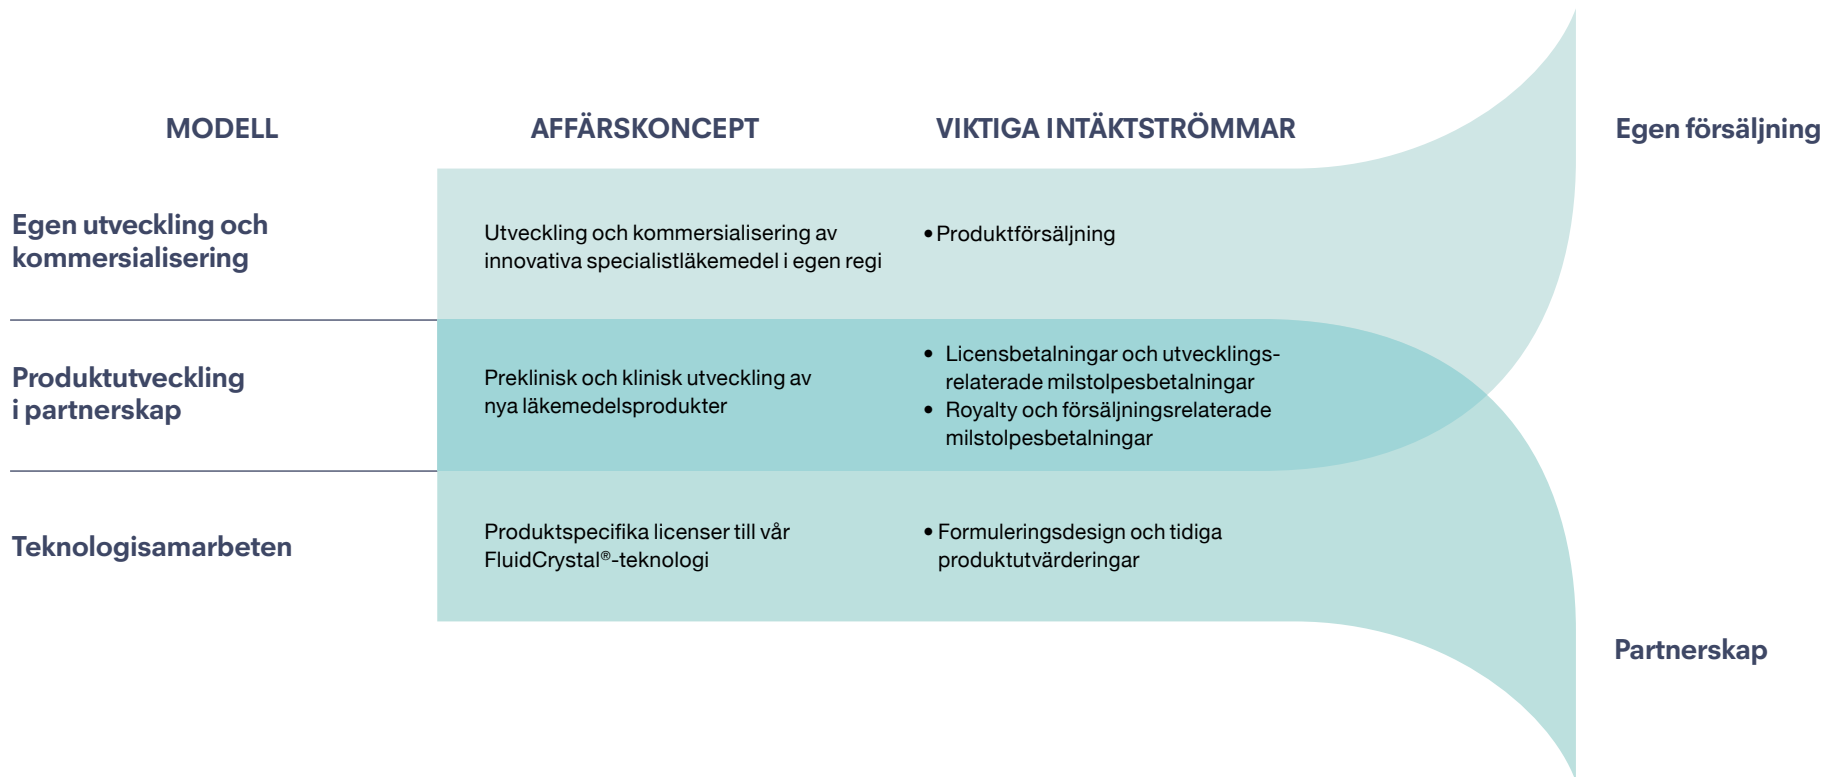 MODELL
AFFÄRSKONCEPT
VIKTIGA INTÄKTSTRÖMMAR
Egen försäljning
Egen utveckling och
kommersialisering
Utveckling och kommersialisering av
innovativa specialistläkemedel i egen regi
• Produktförsäljning
Produktutveckling
i partnerskap
Preklinisk och klinisk utveckling av
nya läkemedelsprodukter
• Licensbetalningar och utvecklings-
relaterade milstolpesbetalningar
• Royalty och försäljningsrelaterade
milstolpesbetalningar
Teknologisamarbeten
Produktspecifika licenser till vår
FluidCrystal®-teknologi
• Formuleringsdesign och tidiga
produktutvärderingar
Partnerskap